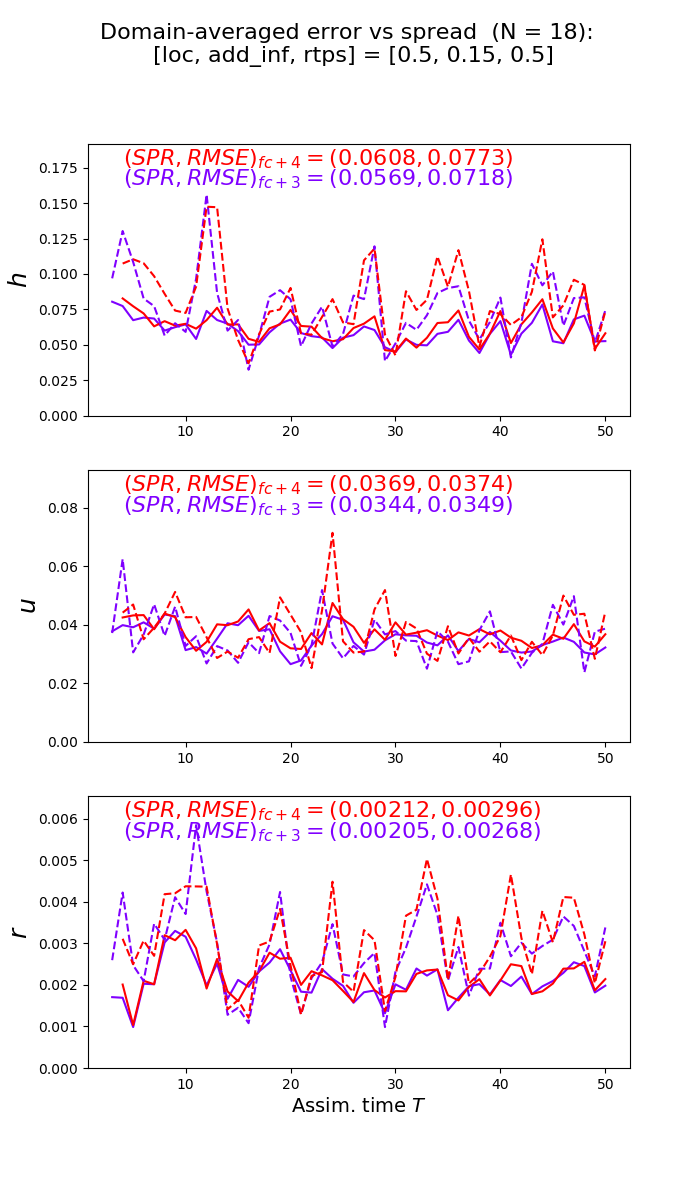 Domain-averaged error vs spread (N = 18):
[loc, add_inf, rtps] = [0.5, 0.15, 0.5]
(SPR, RMSE)fc+4 = (0.0608, 0.0773)
(SPR, RMSE)fc+3 = (0.0569, 0.0718)
h
0.175
0.150
0.125
0.100
0.075
0.050
0.025
0.000
10 20 30 40 50
(SPR, RMSE)fc+4 = (0.0369, 0.0374)
(SPR, RMSE)fc+3 = (0.0344, 0.0349)
u
0.08
0.06
0.04
0.02
0.00
10 20 30 40 50
(SPR, RMSE)fc+4 = (0.00212, 0.00296)
(SPR, RMSE)fc+3 = (0.00205, 0.00268)
r
0.006
0.005
0.004
0.003
0.002
0.001
0.000
10 20 30 40 50
Assim. time T